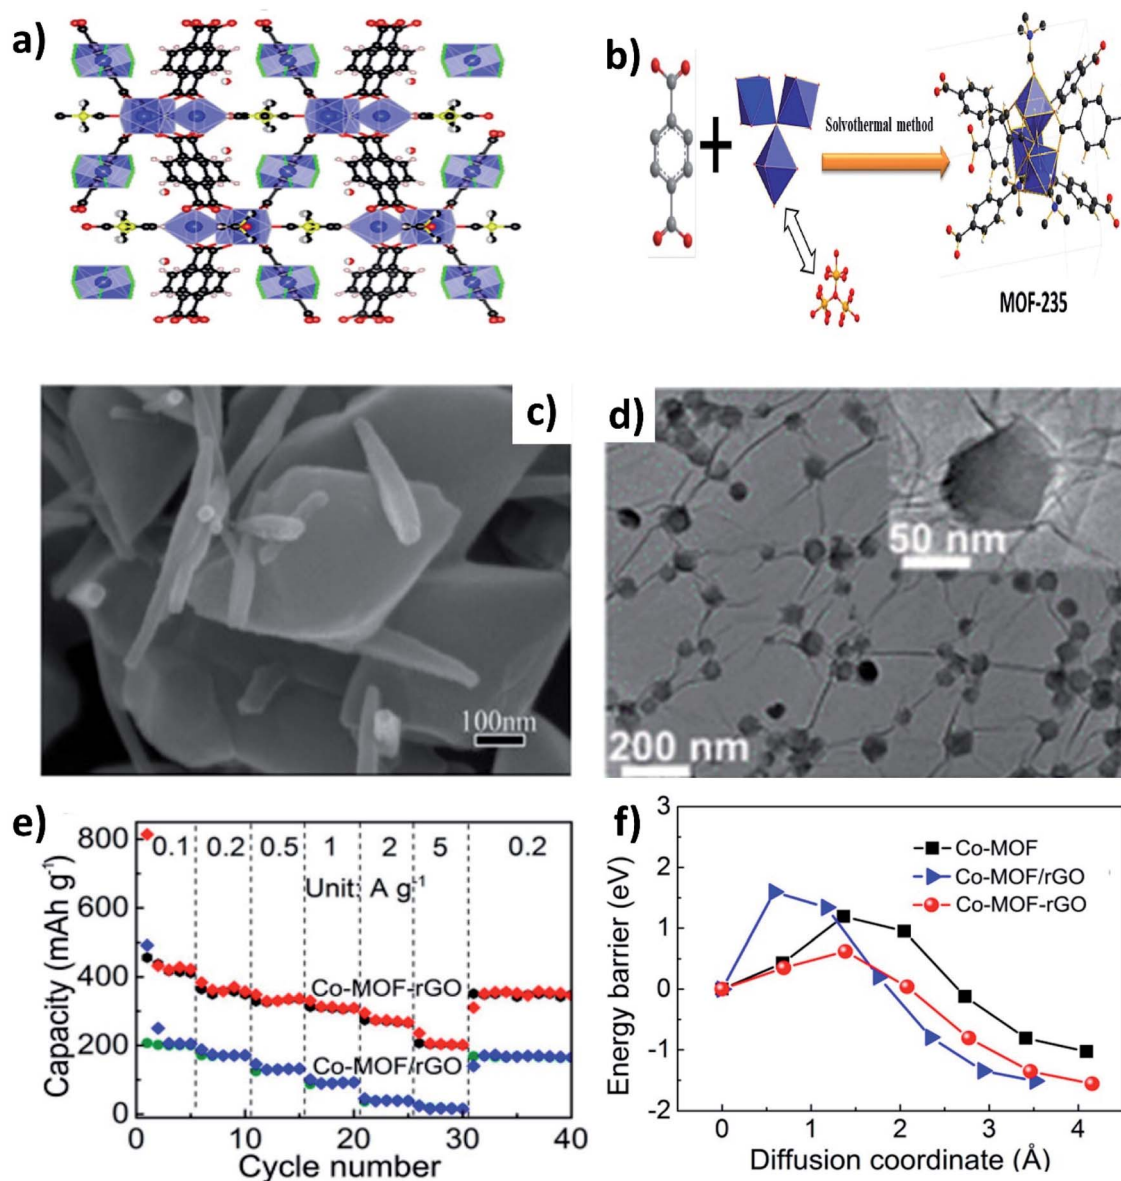 a)
b)
Solvothermal method
MOF-235
c)
100nm
d)
50 nm
200 nm
e)
800
600
400
200
0
0.1 0.2 0.5 1 2 5 0.2
Unit: A g-1
Co-MOF-rGO
Co-MOF/rGO
0 10 20 30 40
Capacity (mAh g-1)
Cycle number
f)
3
2
1
0
-1
-2
Co-MOF
Co-MOF/rGO
Co-MOF-rGO
0 1 2 3 4
Energy barrier (eV)
Diffusion coordinate (Å)